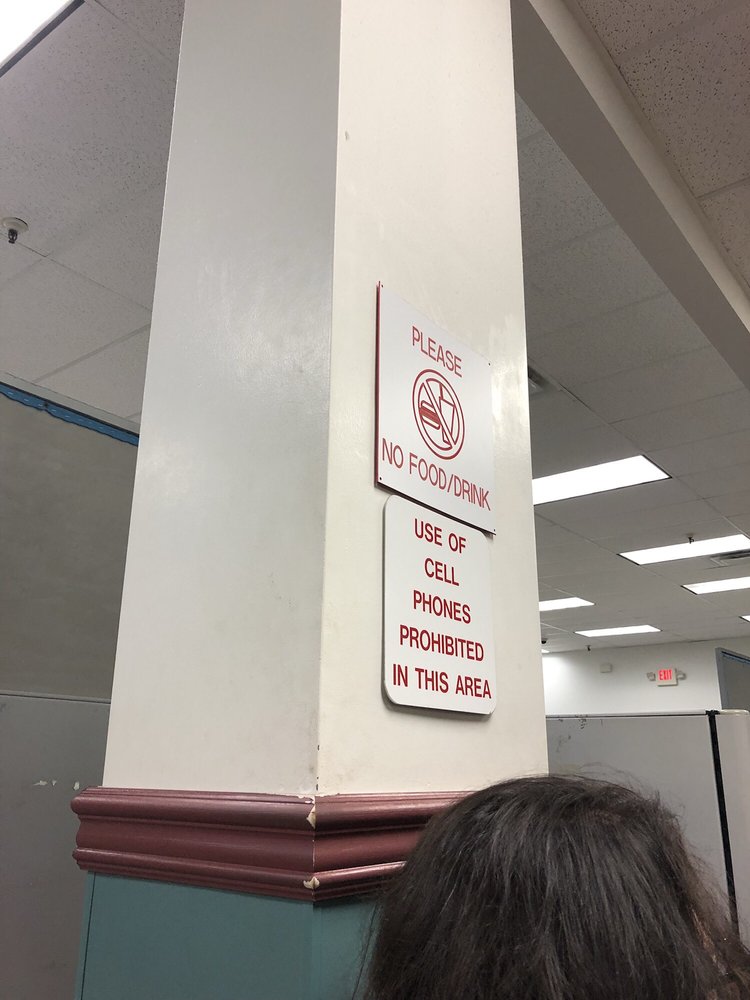 PLEASE
NO FOOD/DRINK
USE OF
CELL
PHONES
PROHIBITED
IN THIS AREA
EXIT